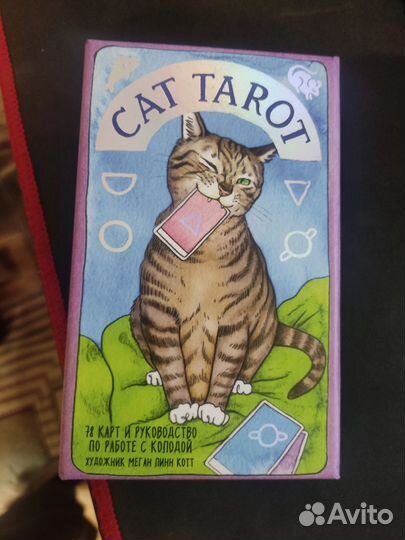 CAT TAROT
78 КАРТ И РУКОВОДСТВО
ПО РАБОТЕ С КОЛОДОЙ
ХУДОЖНИК МЕГАН ЛИНН КОТТ
Avito